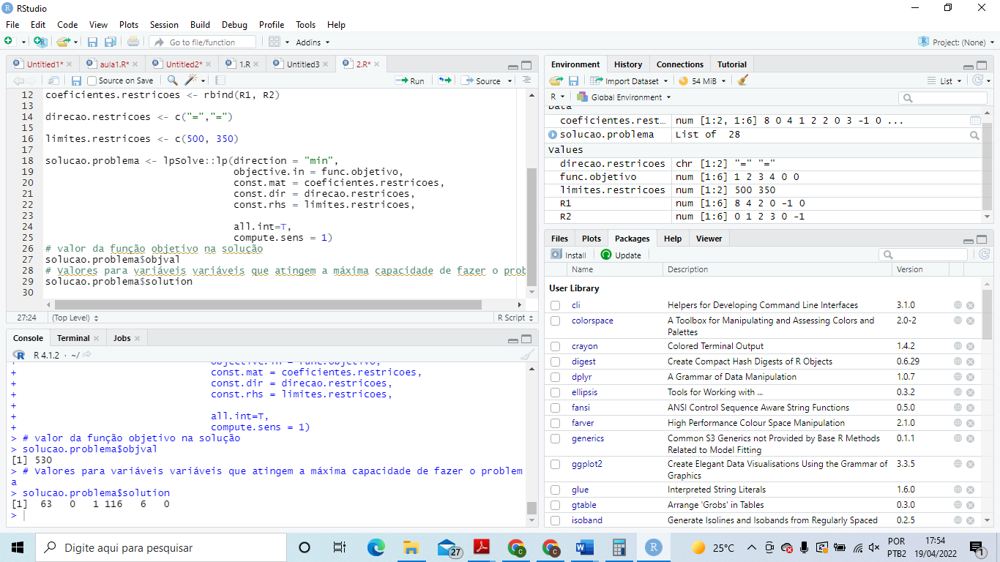 RStudio
File Edit Code View Plots Session Build Debug Profile Tools Help
Go to file/function Addins Project: (None)
Untitled1* aula1.R* Untitled2* 1.R Untitled3 2.R*
Source on Save Run Source
12 coeficientes.restricoes <- rbind(R1, R2)
13
14 direcao.restricoes <- c("=","=")
15
16 limites.restricoes <- c(500, 350)
17
18 solucao.problema <- lpSolve::lp(direction = "min",
19 objective.in = func.objetivo,
20 const.mat = coeficientes.restricoes,
21 const.dir = direcao.restricoes,
22 const.rhs = limites.restricoes,
23
24 all.int=T,
25 compute.sens = 1)
26 # valor da função objetivo na solução
27 solucao.problema$objval
28 # Valores para variáveis variáveis que atingem a máxima capacidade de fazer o prob
29 solucao.problema$solution
30
27:24 (Top Level) R Script
Console Terminal Jobs
R 4.1.2 · ~/
+ objective.in = func.objetivo,
+ const.mat = coeficientes.restricoes,
+ const.dir = direcao.restricoes,
+ const.rhs = limites.restricoes,
+
+ all.int=T,
+ compute.sens = 1)
> # valor da função objetivo na solução
> solucao.problema$objval
[1] 530
> # Valores para variáveis variáveis que atingem a máxima capacidade de fazer o problem
a
> solucao.problema$solution
[1] 63 0 1 116 6 0
>
Environment History Connections Tutorial
Import Dataset 54 MiB List
R Global Environment
Data
coeficientes.rest… num [1:2, 1:6] 8 0 4 1 2 2 0 3 -1 0 ...
solucao.problema List of 28
Values
direcao.restricoes chr [1:2] "=" "="
func.objetivo num [1:6] 1 2 3 4 0 0
limites.restricoes num [1:2] 500 350
R1 num [1:6] 8 4 2 0 -1 0
R2 num [1:6] 0 1 2 3 0 -1
Files Plots Packages Help Viewer
Install Update
Name Description Version
User Library
cli Helpers for Developing Command Line Interfaces 3.1.0
colorspace A Toolbox for Manipulating and Assessing Colors and 2.0-2
Palettes
crayon Colored Terminal Output 1.4.2
digest Create Compact Hash Digests of R Objects 0.6.29
dplyr A Grammar of Data Manipulation 1.0.7
ellipsis Tools for Working with ... 0.3.2
fansi ANSI Control Sequence Aware String Functions 0.5.0
farver High Performance Colour Space Manipulation 2.1.0
generics Common S3 Generics not Provided by Base R Methods 0.1.1
Related to Model Fitting
ggplot2 Create Elegant Data Visualisations Using the Grammar of 3.3.5
Graphics
glue Interpreted String Literals 1.6.0
gtable Arrange 'Grobs' in Tables 0.3.0
isoband Generate Isolines and Isobands from Regularly Spaced 0.2.5
Digite aqui para pesquisar 27 25°C POR 17:54
PTB2 19/04/2022 1